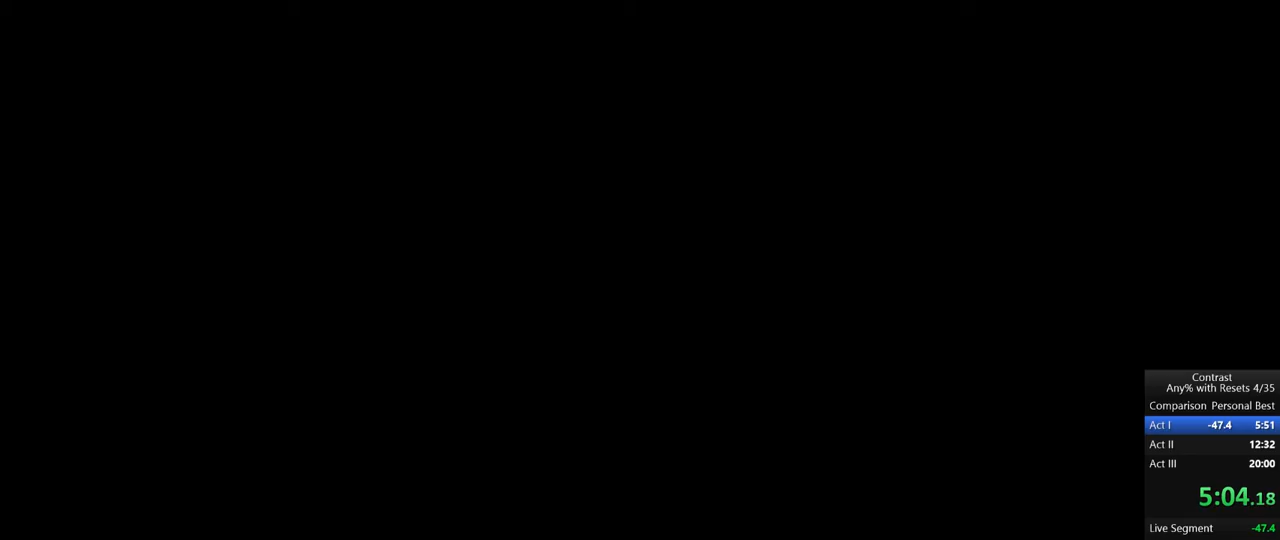 Contrast
Any% with Resets 4/35
Comparison Personal Best
Act I -47.4 5:51
Act II 12:32
Act III 20:00
5:04.18
Live Segment -47.4